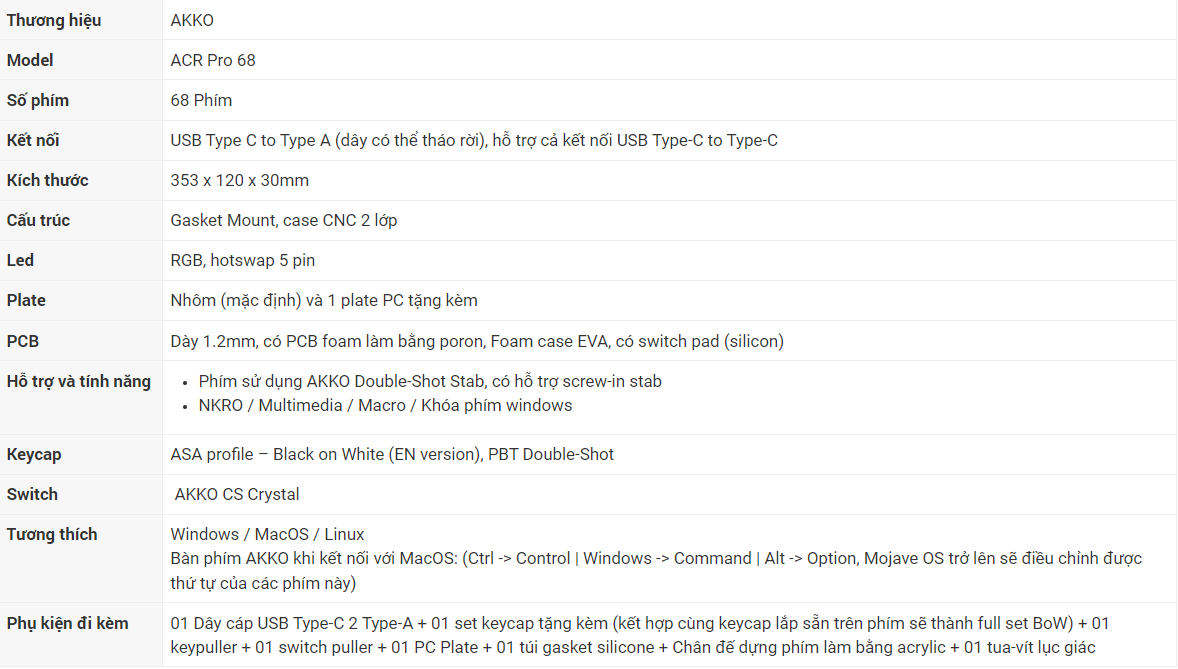 Thương hiệu AKKO
Model ACR Pro 68
Số phím 68 Phím
Kết nối USB Type C to Type A (dây có thể tháo rời), hỗ trợ cả kết nối USB Type-C to Type-C
Kích thước 353 x 120 x 30mm
Cấu trúc Gasket Mount, case CNC 2 lớp
Led RGB, hotswap 5 pin
Plate Nhôm (mặc định) và 1 plate PC tặng kèm
PCB Dày 1.2mm, có PCB foam làm bằng poron, Foam case EVA, có switch pad (silicon)
Hỗ trợ và tính năng • Phím sử dụng AKKO Double-Shot Stab, có hỗ trợ screw-in stab
• NKRO / Multimedia / Macro / Khóa phím windows
Keycap ASA profile – Black on White (EN version), PBT Double-Shot
Switch AKKO CS Crystal
Tương thích Windows / MacOS / Linux
Bàn phím AKKO khi kết nối với MacOS: (Ctrl -> Control | Windows -> Command | Alt -> Option, Mojave OS trở lên sẽ điều chỉnh được
thứ tự của các phím này)
Phụ kiện đi kèm 01 Dây cáp USB Type-C 2 Type-A + 01 set keycap tặng kèm (kết hợp cùng keycap lắp sẵn trên phím sẽ thành full set BoW) + 01
keypuller + 01 switch puller + 01 PC Plate + 01 túi gasket silicone + Chân đế dựng phím làm bằng acrylic + 01 tua-vít lục giác